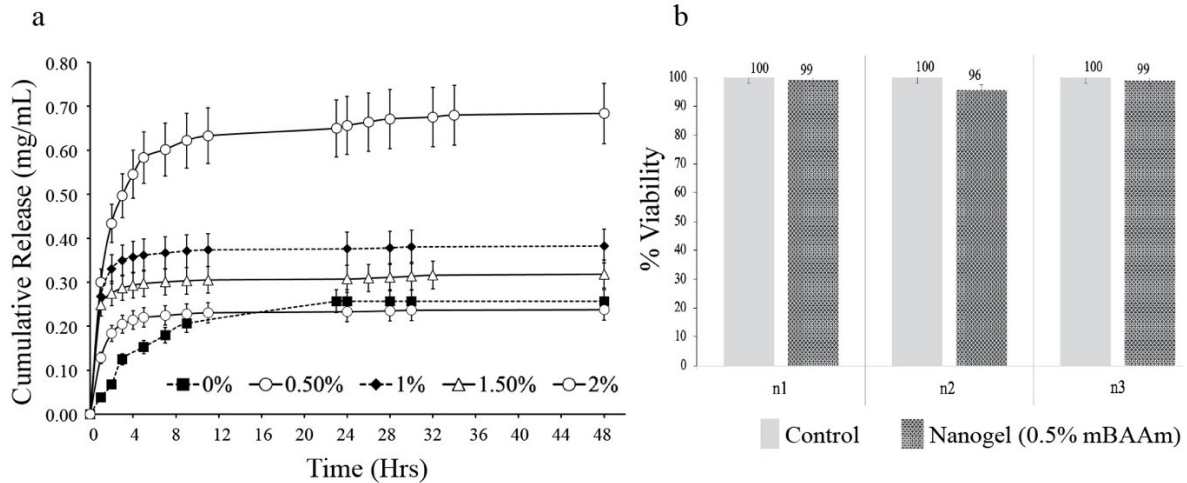 a
0.80
0.70
0.60
0.50
0.40
0.30
0.20
0.10
0.00
Cumulative Release (mg/mL)
0% 0.50% 1% 1.50% 2%
0 4 8 12 16 20 24 28 32 36 40 44 48
Time (Hrs)
b
100 99 100 96 100 99
100
90
80
70
60
50
40
30
20
10
0
% Viability
n1 n2 n3
Control Nanogel (0.5% mBAAm)